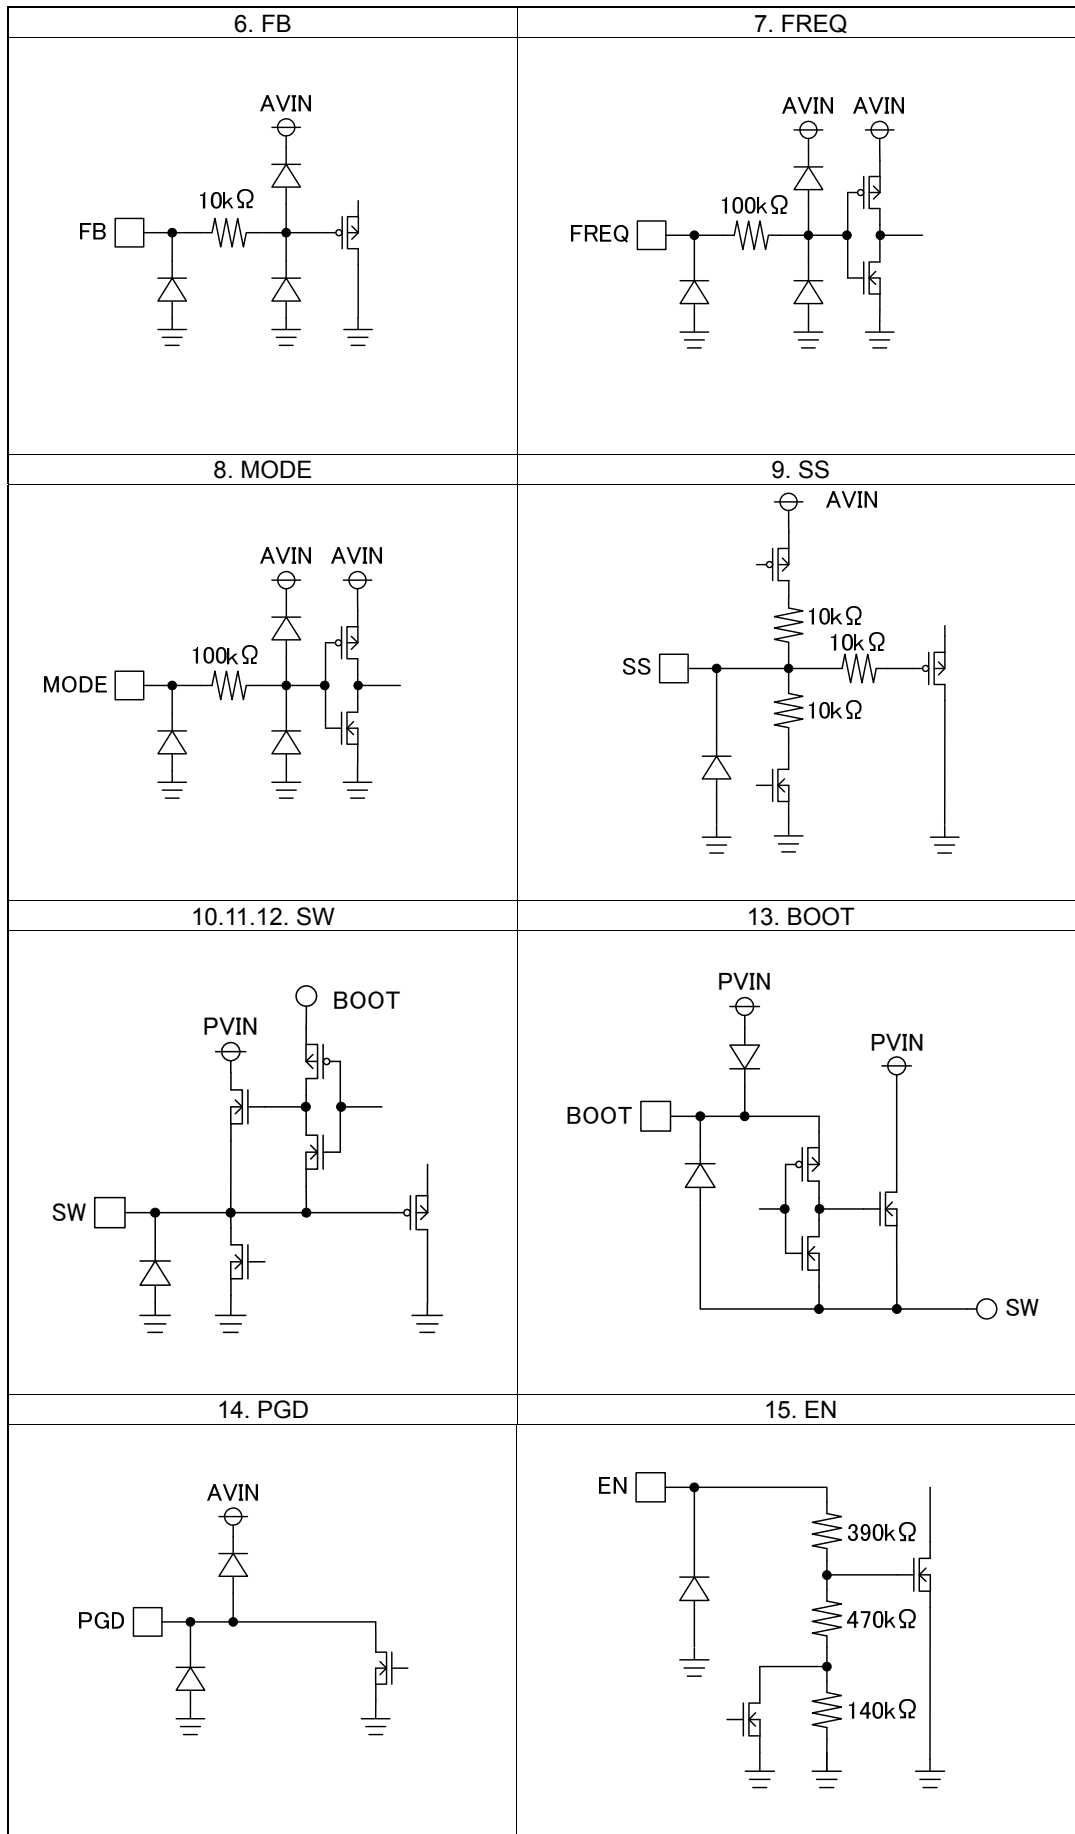 6. FB
7. FREQ
AVIN
10kΩ
FB
AVIN AVIN
100kΩ
FREQ
8. MODE
9. SS
AVIN AVIN
100kΩ
MODE
AVIN
10kΩ
10kΩ
SS
10kΩ
10.11.12. SW
13. BOOT
BOOT
PVIN
SW
PVIN
PVIN
BOOT
SW
14. PGD
15. EN
AVIN
PGD
EN
390kΩ
470kΩ
140kΩ